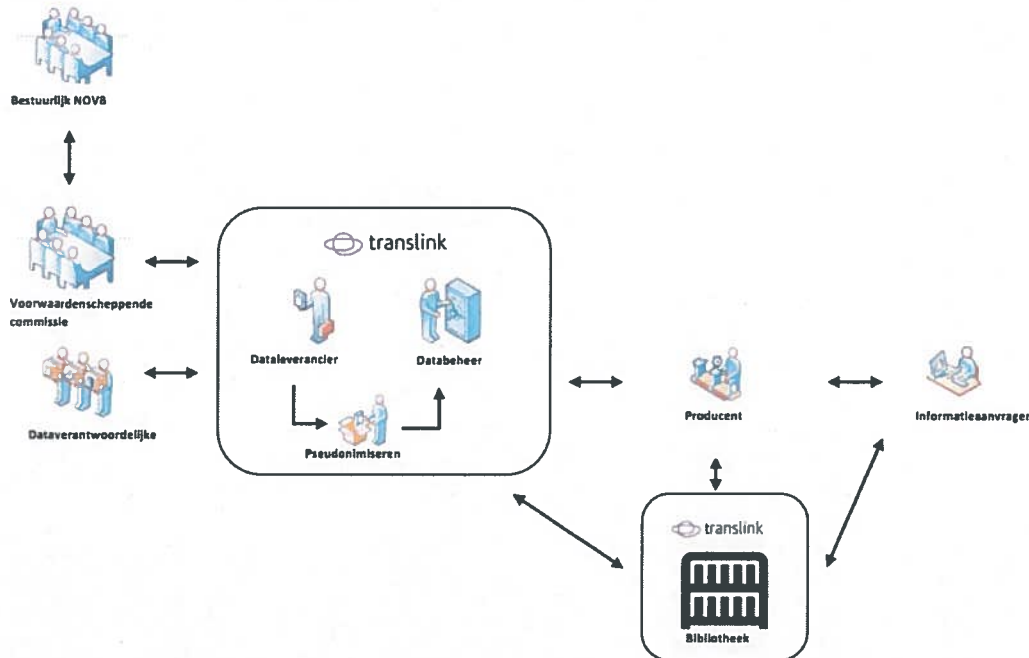 Bestuurlijk NOVB
Voorwaardenscheppende
commissie
Dataverantwoordelijke
translink
Dataleverancier
Databeheer
Pseudonimiseren
Producent
Informatieaanvrager
translink
Bibliotheek